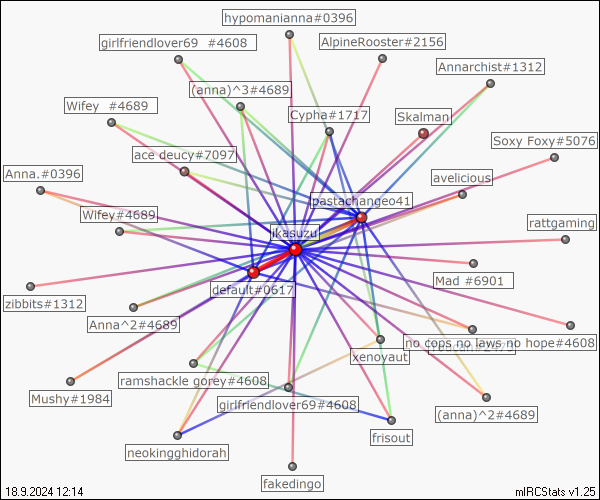 hypomanianna#0396
girlfriendlover69 #4608
AlpineRooster#2156
Annarchist#1312
(anna)^3#4689
Wifey #4689
Cypha#1717
Skalman
Soxy Foxy#5076
ace deucy#7097
Anna.#0396
avelicious
pastachangeo41
Wifey#4689
ikasuzu
rattgaming
Mad #6901
default#0617
zibbits#1312
Anna^2#4689
no cops no laws no hope#4608
xenoyaut
ramshackle gorey#4608
Mushy#1984
girlfriendlover69#4608
(anna)^2#4689
frisout
neokingghidorah
fakedingo
18.9.2024 12:14
mIRCStats v1.25